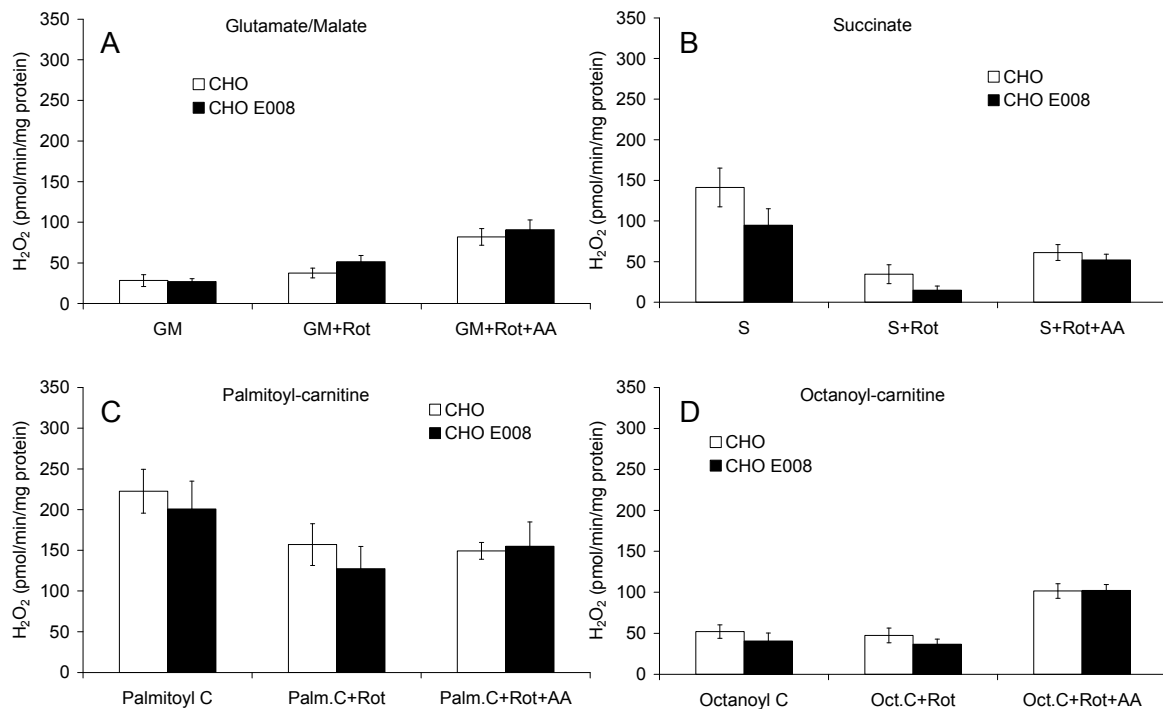 A
Glutamate/Malate
H₂O₂ (pmol/min/mg protein)
350
300
250
200
150
100
50
0
CHO
CHO E008
GM
GM+Rot
GM+Rot+AA
B
Succinate
H₂O₂ (pmol/min/mg protein)
350
300
250
200
150
100
50
0
CHO
CHO E008
S
S+Rot
S+Rot+AA
C
Palmitoyl-carnitine
H₂O₂ (pmol/min/mg protein)
350
300
250
200
150
100
50
0
CHO
CHO E008
Palmitoyl C
Palm.C+Rot
Palm.C+Rot+AA
D
Octanoyl-carnitine
H₂O₂ (pmol/min/mg protein)
350
300
250
200
150
100
50
0
CHO
CHO E008
Octanoyl C
Oct.C+Rot
Oct.C+Rot+AA